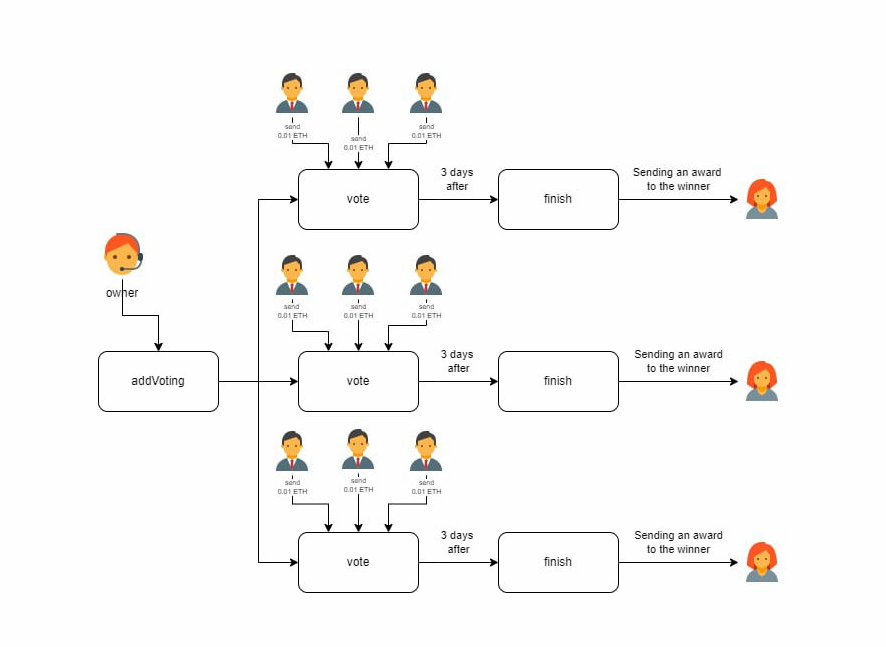 send
0.01 ETH
send
0.01 ETH
send
0.01 ETH
vote
3 days
after
finish
Sending an award
to the winner
owner
send
0.01 ETH
send
0.01 ETH
send
0.01 ETH
addVoting
vote
3 days
after
finish
Sending an award
to the winner
send
0.01 ETH
send
0.01 ETH
send
0.01 ETH
vote
3 days
after
finish
Sending an award
to the winner